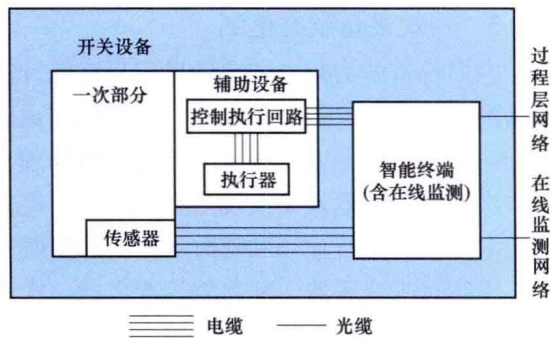 开关设备
一次部分
辅助设备
控制执行回路
执行器
传感器
智能终端
(含在线监测)
过程层网络
在线监测网络
电缆
光缆